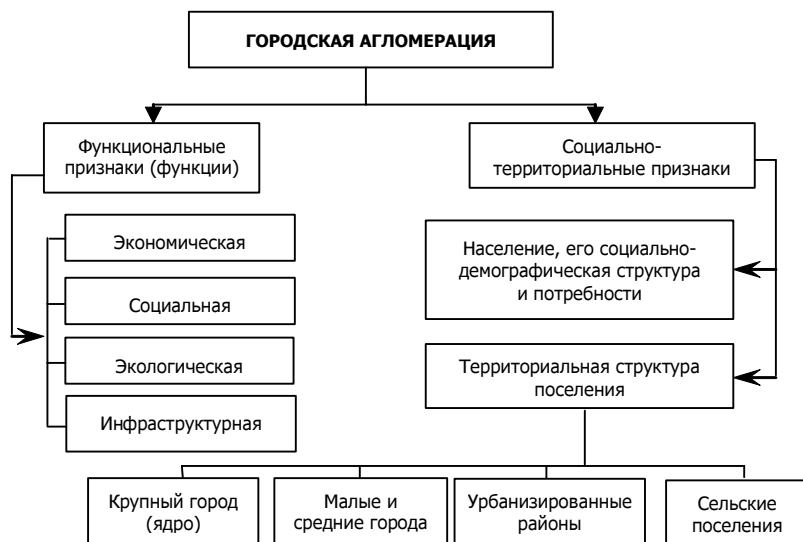 ГОРОДСКАЯ АГЛОМЕРАЦИЯ
Функциональные
признаки (функции)
Социально-
территориальные признаки
Экономическая
Социальная
Экологическая
Инфраструктурная
Население, его социально-
демографическая структура
и потребности
Территориальная структура
поселения
Крупный город
(ядро)
Малые и
средние города
Урбанизированные
районы
Сельские
поселения